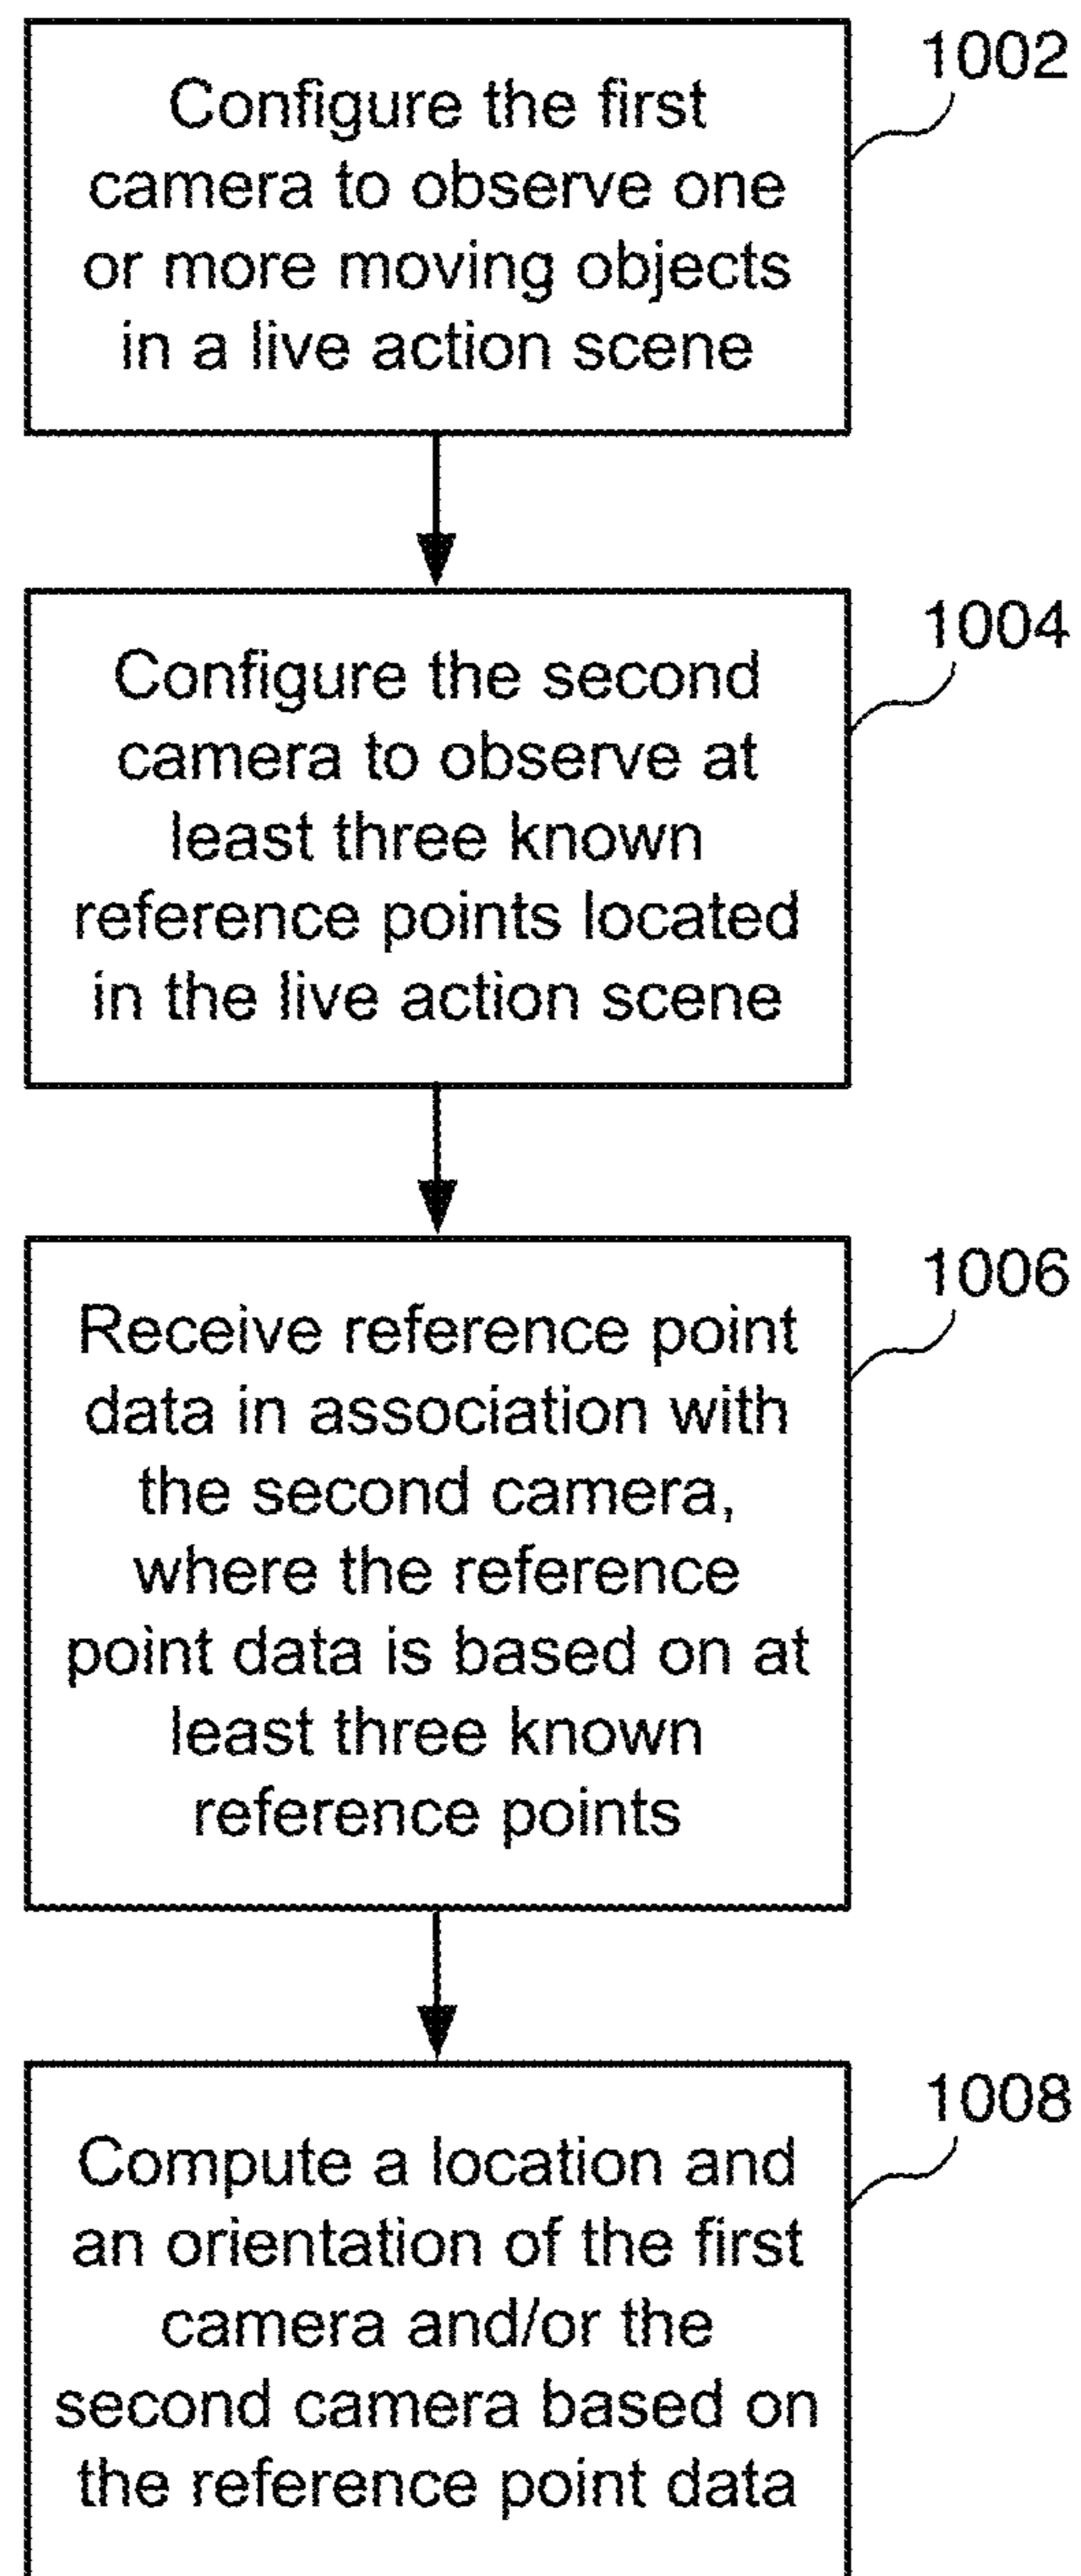 1002
Configure the first
camera to observe one
or more moving objects
in a live action scene
1004
Configure the second
camera to observe at
least three known
reference points located
in the live action scene
1006
Receive reference point
data in association with
the second camera,
where the reference
point data is based on at
least three known
reference points
1008
Compute a location and
an orientation of the first
camera and/or the
second camera based on
the reference point data